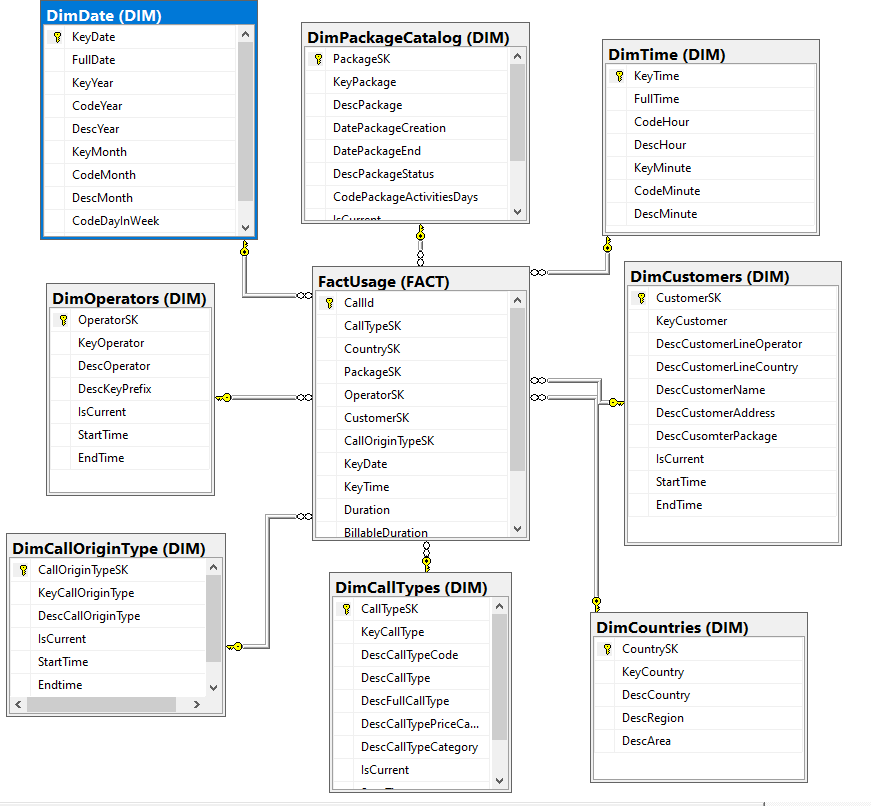 DimDate (DIM)
KeyDate
FullDate
KeyYear
CodeYear
DescYear
KeyMonth
CodeMonth
DescMonth
CodeDayInWeek
DimPackageCatalog (DIM)
PackageSK
KeyPackage
DescPackage
DatePackageCreation
DatePackageEnd
DescPackageStatus
CodePackageActivitiesDays
IsCurrent
DimTime (DIM)
KeyTime
FullTime
CodeHour
DescHour
KeyMinute
CodeMinute
DescMinute
DimOperators (DIM)
OperatorSK
KeyOperator
DescOperator
DescKeyPrefix
IsCurrent
StartTime
EndTime
FactUsage (FACT)
CallId
CallTypeSK
CountrySK
PackageSK
OperatorSK
CustomerSK
CallOriginTypeSK
KeyDate
KeyTime
Duration
BillableDuration
DimCustomers (DIM)
CustomerSK
KeyCustomer
DescCustomerLineOperator
DescCustomerLineCountry
DescCustomerName
DescCustomerAddress
DescCusomterPackage
IsCurrent
StartTime
EndTime
DimCallOriginType (DIM)
CallOriginTypeSK
KeyCallOriginType
DescCallOriginType
IsCurrent
StartTime
Endtime
DimCallTypes (DIM)
CallTypeSK
KeyCallType
DescCallTypeCode
DescCallType
DescFullCallType
DescCallTypePriceCa...
DescCallTypeCategory
IsCurrent
DimCountries (DIM)
CountrySK
KeyCountry
DescCountry
DescRegion
DescArea